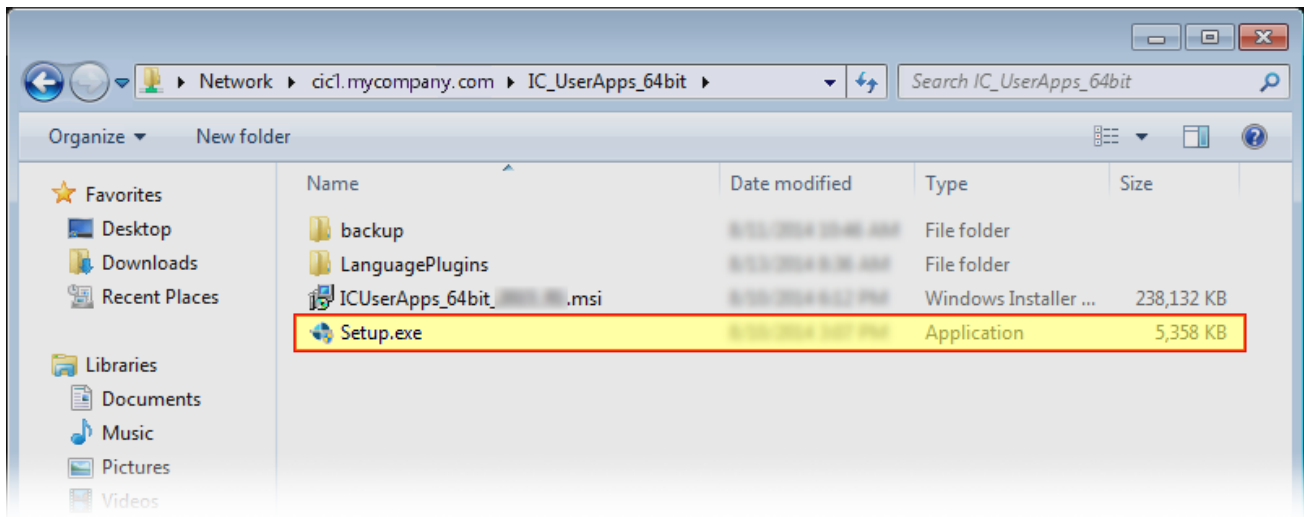 Network cic1.mycompany.com IC_UserApps_64bit Search IC_UserApps_64bit
Organize New folder
Name Date modified Type Size
Favorites
Desktop
Downloads
Recent Places
Libraries
Documents
Music
Pictures
Videos
backup File folder
LanguagePlugins File folder
ICUserApps_64bit_ .msi Windows Installer ... 238,132 KB
Setup.exe Application 5,358 KB